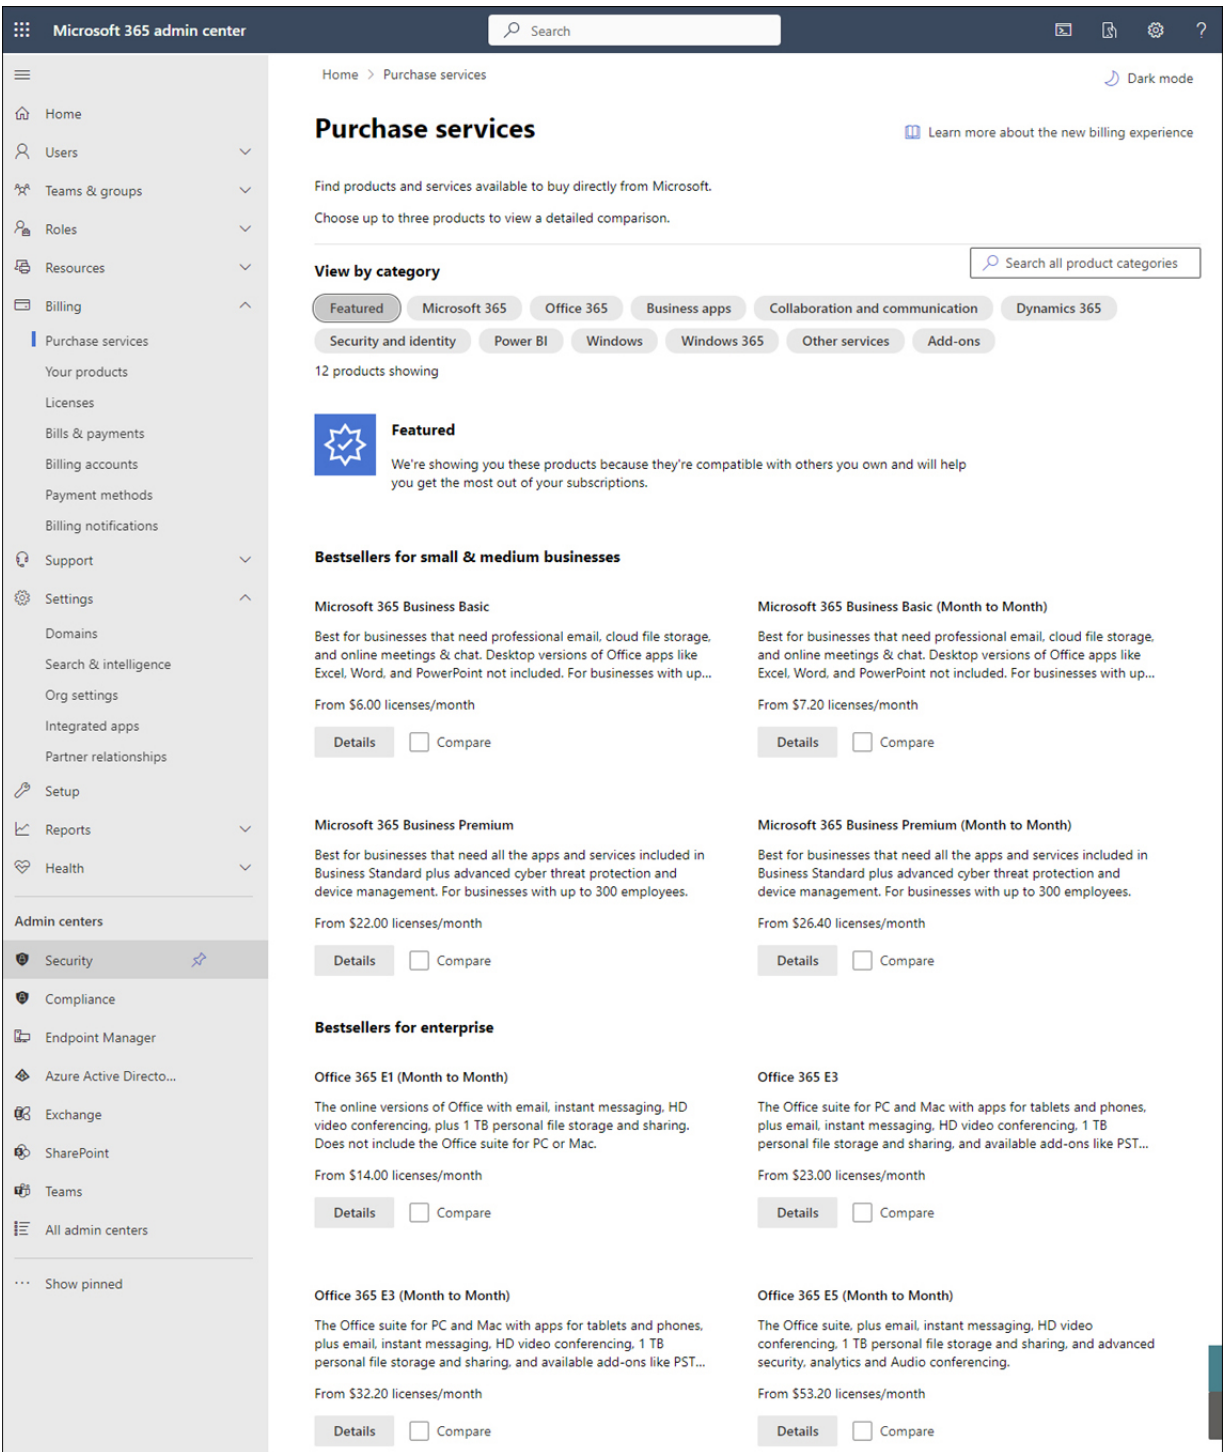 Microsoft 365 admin center
Search
?
Home
Users
Teams & groups
Roles
Resources
Billing
Purchase services
Your products
Licenses
Bills & payments
Billing accounts
Payment methods
Billing notifications
Support
Settings
Domains
Search & intelligence
Org settings
Integrated apps
Partner relationships
Setup
Reports
Health
Admin centers
Security
Compliance
Endpoint Manager
Azure Active Directo...
Exchange
SharePoint
Teams
All admin centers
Show pinned
Home > Purchase services
Dark mode
Purchase services
Learn more about the new billing experience
Find products and services available to buy directly from Microsoft.
Choose up to three products to view a detailed comparison.
View by category
Search all product categories
Featured Microsoft 365 Office 365 Business apps Collaboration and communication Dynamics 365
Security and identity Power BI Windows Windows 365 Other services Add-ons
12 products showing
Featured
We're showing you these products because they're compatible with others you own and will help
you get the most out of your subscriptions.
Bestsellers for small & medium businesses
Microsoft 365 Business Basic
Best for businesses that need professional email, cloud file storage,
and online meetings & chat. Desktop versions of Office apps like
Excel, Word, and PowerPoint not included. For businesses with up...
From $6.00 licenses/month
Details Compare
Microsoft 365 Business Basic (Month to Month)
Best for businesses that need professional email, cloud file storage,
and online meetings & chat. Desktop versions of Office apps like
Excel, Word, and PowerPoint not included. For businesses with up...
From $7.20 licenses/month
Details Compare
Microsoft 365 Business Premium
Best for businesses that need all the apps and services included in
Business Standard plus advanced cyber threat protection and
device management. For businesses with up to 300 employees.
From $22.00 licenses/month
Details Compare
Microsoft 365 Business Premium (Month to Month)
Best for businesses that need all the apps and services included in
Business Standard plus advanced cyber threat protection and
device management. For businesses with up to 300 employees.
From $26.40 licenses/month
Details Compare
Bestsellers for enterprise
Office 365 E1 (Month to Month)
The online versions of Office with email, instant messaging, HD
video conferencing, plus 1 TB personal file storage and sharing.
Does not include the Office suite for PC or Mac.
From $14.00 licenses/month
Details Compare
Office 365 E3
The Office suite for PC and Mac with apps for tablets and phones,
plus email, instant messaging, HD video conferencing, 1 TB
personal file storage and sharing, and available add-ons like PST...
From $23.00 licenses/month
Details Compare
Office 365 E3 (Month to Month)
The Office suite for PC and Mac with apps for tablets and phones,
plus email, instant messaging, HD video conferencing, 1 TB
personal file storage and sharing, and available add-ons like PST...
From $32.20 licenses/month
Details Compare
Office 365 E5 (Month to Month)
The Office suite, plus email, instant messaging, HD video
conferencing, 1 TB personal file storage and sharing, and advanced
security, analytics and Audio conferencing.
From $53.20 licenses/month
Details Compare